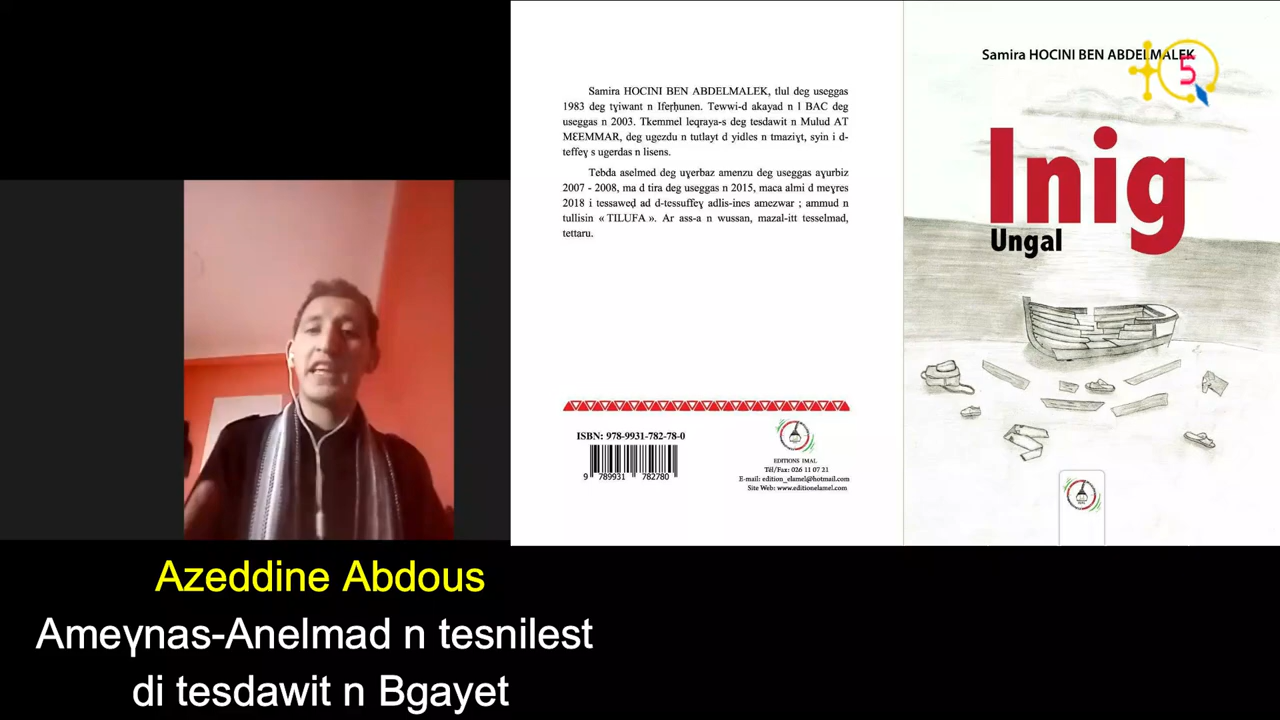 Samira HOCINI BEN ABDELMALEK, tlul deg useggas
1983 deg tɣiwant n Iferḥunen. Tewwi-d akayad n l BAC deg
useggas n 2003. Tkemmel leqraya-s deg tesdawit n Mulud AT
MƐEMMAR, deg ugezdu n tutlayt d yidles n tmaziɣt, syin i d-
teffeɣ s ugerdas n lisens.
Tebda aselmed deg uɣerbaz amenzu deg useggas aɣurbiz
2007 - 2008, ma d tira deg useggas n 2015, maca almi d meɣres
2018 i tessaweḍ ad d-tessuffeɣ adlis-ines amezwar ; ammud n
tullisin « TILUFA ». Ar ass-a n wussan, mazal-itt tesselmad,
tettaru.
ISBN: 978-9931-782-78-0
9 789931 782780
EDITIONS IMAL
Tél/Fax: 026 11 07 21
E-mail: edition_elamel@hotmail.com
Site Web: www.editionelamel.com
Samira HOCINI BEN ABDELMALEK
5
Inig
Ungal
Azeddine Abdous
Ameɣnas-Anelmad n tesnilest
di tesdawit n Bgayet